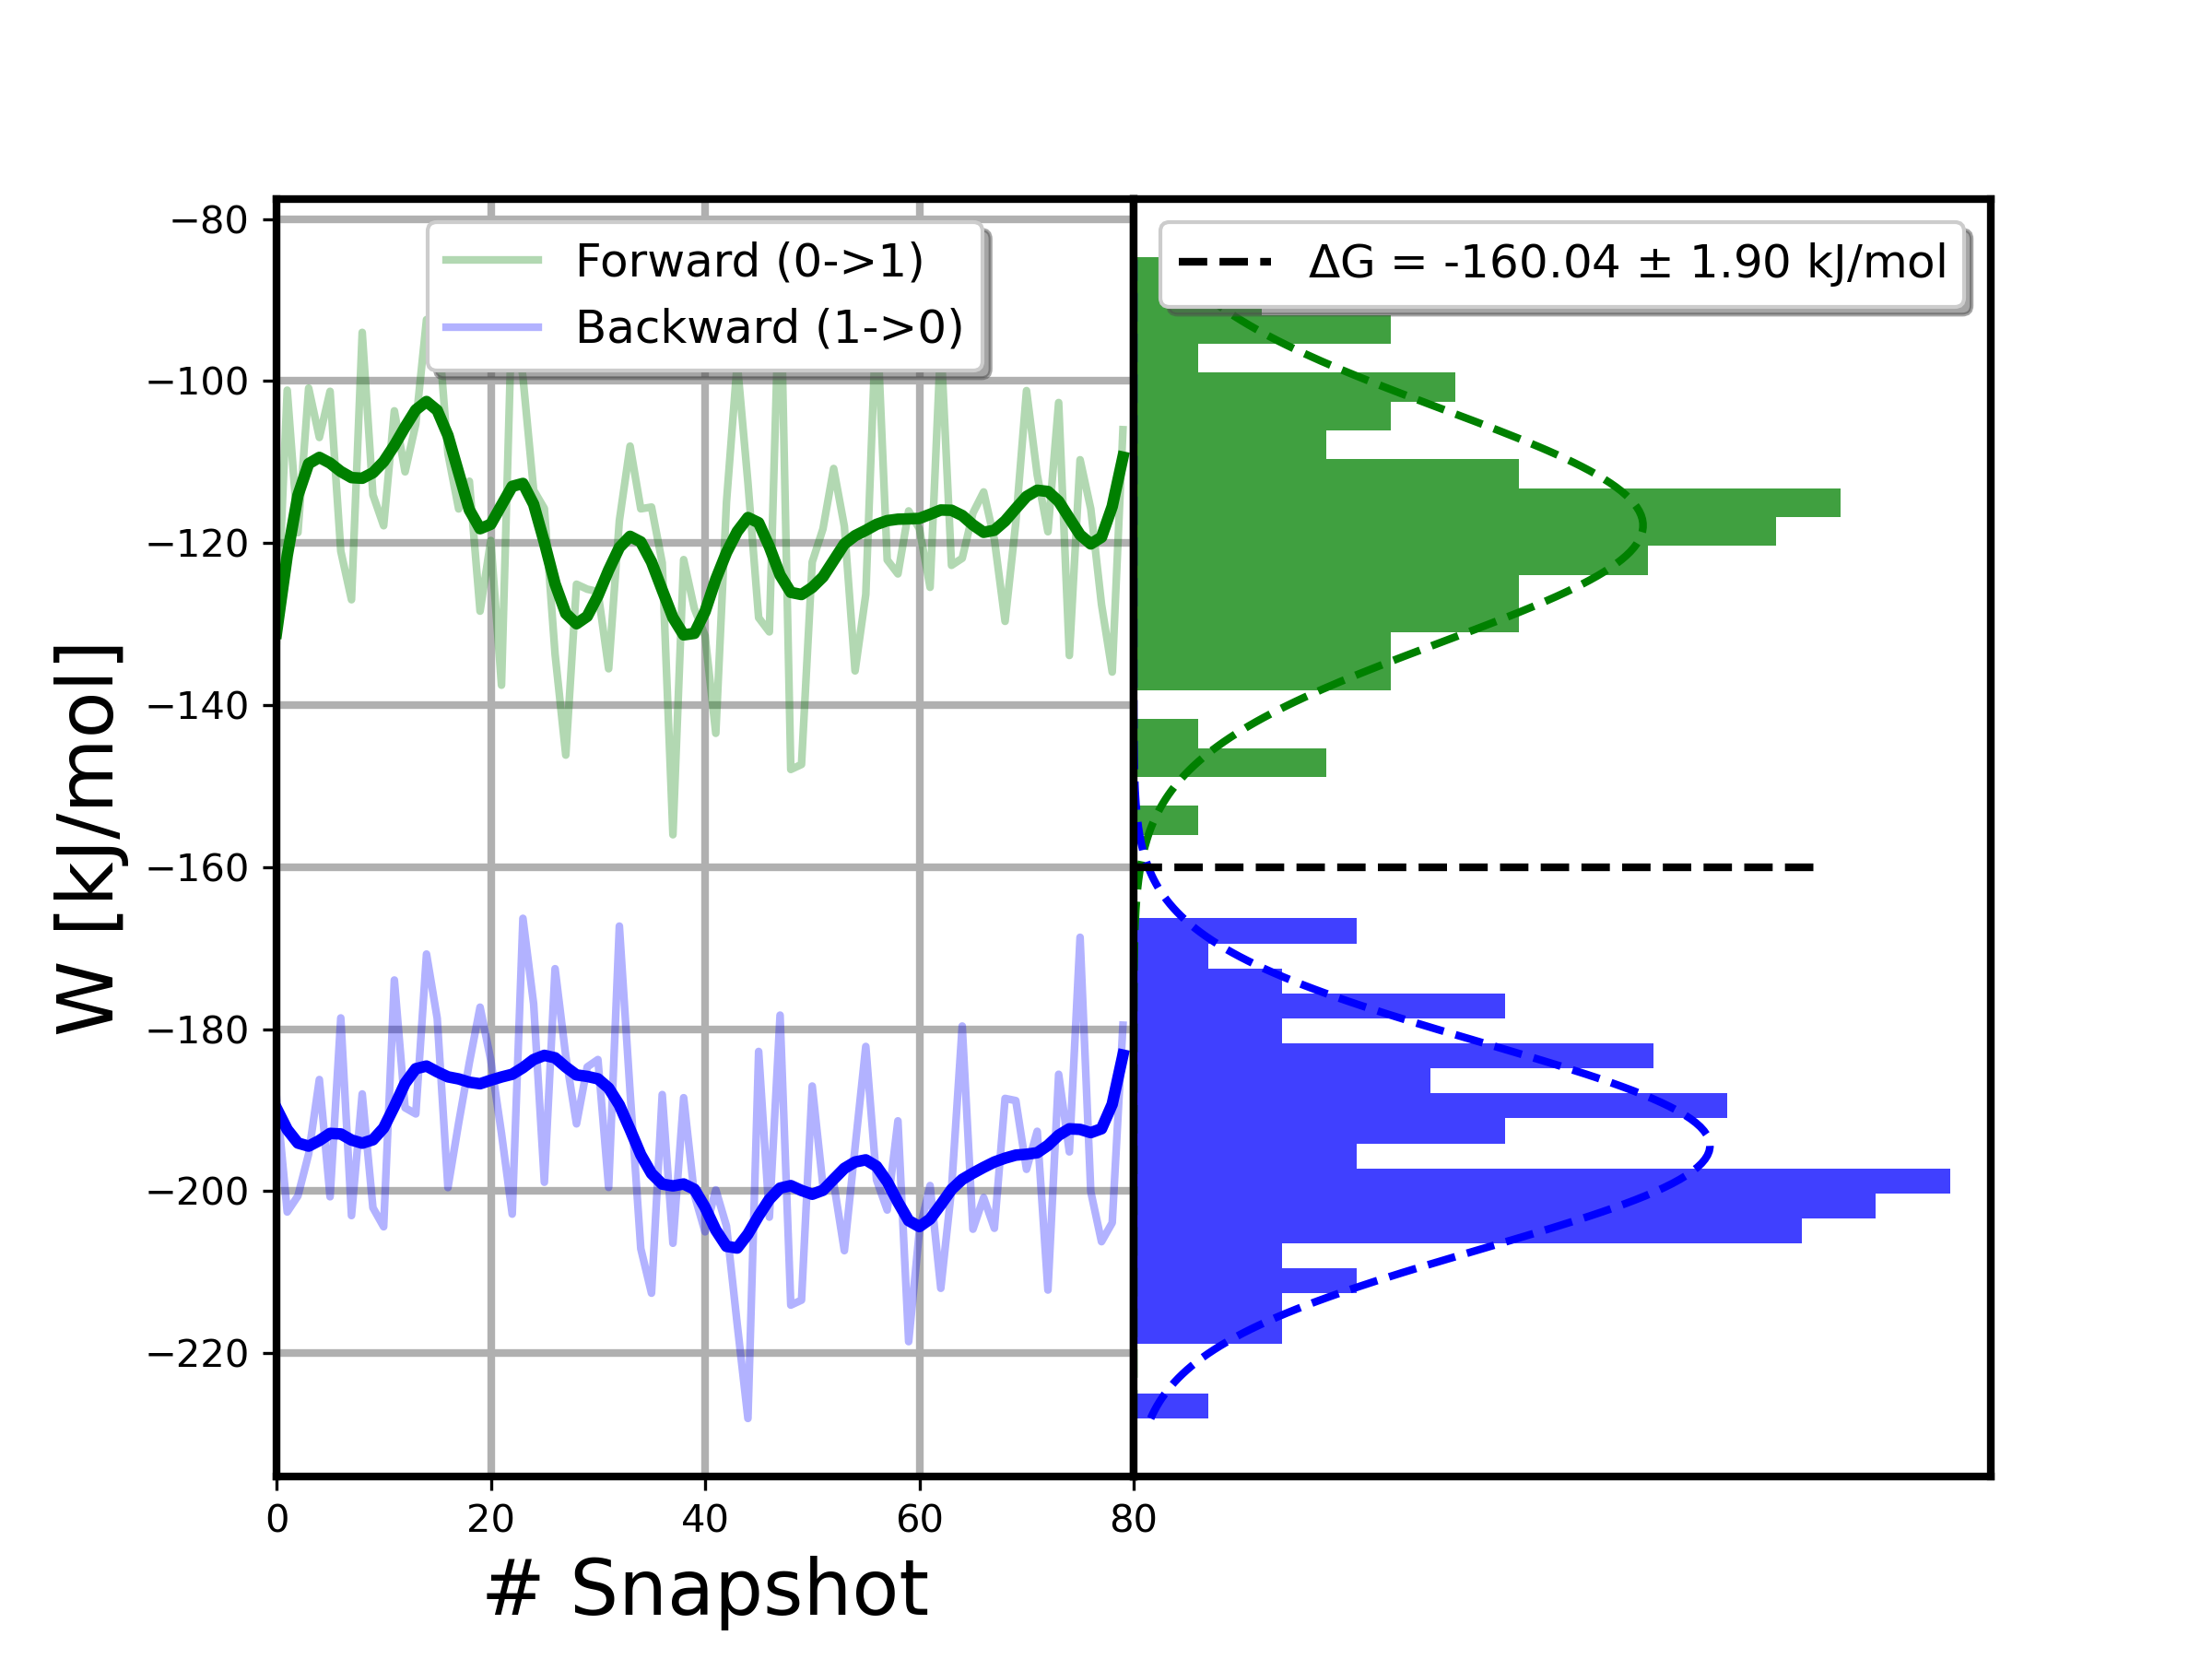 Forward (0->1)
Backward (1->0)
ΔG = -160.04 ± 1.90 kJ/mol
W [kJ/mol]
−80
−100
−120
−140
−160
−180
−200
−220
0 20 40 60 80
# Snapshot